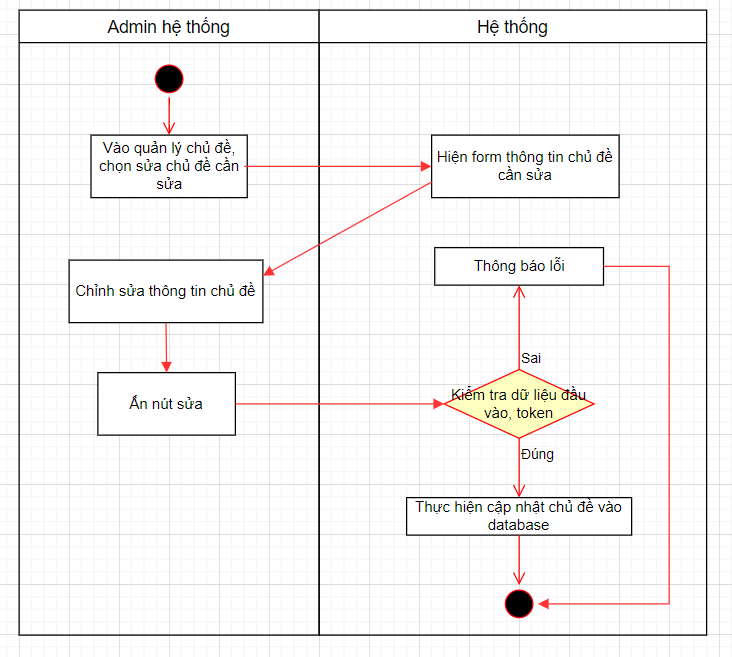 Admin hệ thống
Hệ thống
Vào quản lý chủ đề,
chọn sửa chủ đề cần
sửa
Hiện form thông tin chủ đề
cần sửa
Thông báo lỗi
Chỉnh sửa thông tin chủ đề
Sai
Ấn nút sửa
Kiểm tra dữ liệu đầu
vào, token
Đúng
Thực hiện cập nhật chủ đề vào
database